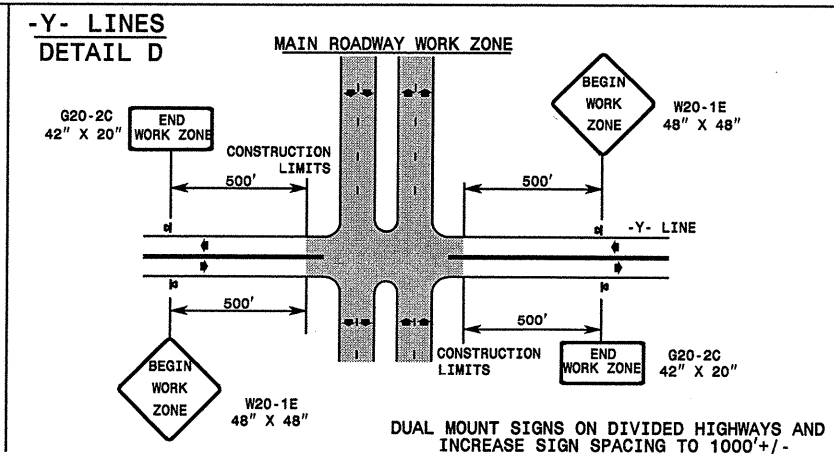 -Y- LINES
DETAIL D
MAIN ROADWAY WORK ZONE
G20-2C
42" X 20"
END
WORK ZONE
CONSTRUCTION
LIMITS
500'
BEGIN
WORK
ZONE
W20-1E
48" X 48"
500'
-Y- LINE
500'
BEGIN
WORK
ZONE
W20-1E
48" X 48"
500'
CONSTRUCTION
LIMITS
END
WORK ZONE
G20-2C
42" X 20"
DUAL MOUNT SIGNS ON DIVIDED HIGHWAYS AND
INCREASE SIGN SPACING TO 1000'+/-